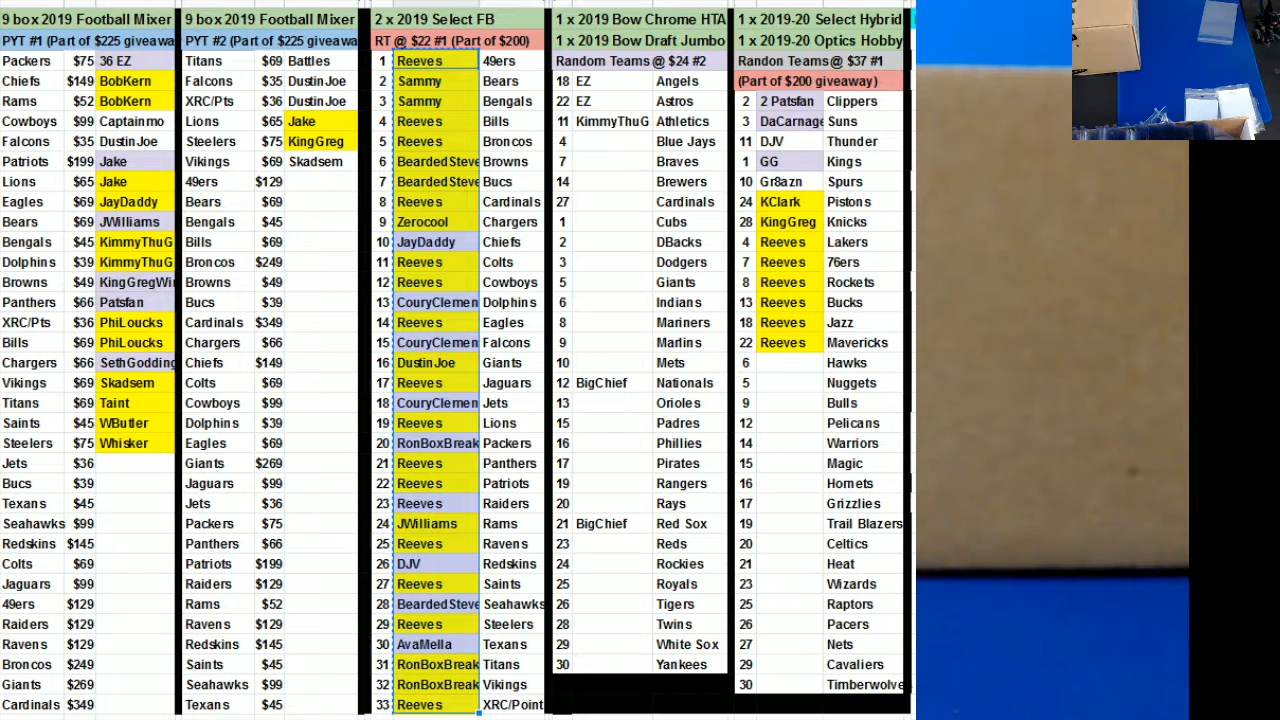 9 box 2019 Football Mixer
PYT #1 (Part of $225 giveawa
Packers $75 36 EZ
Chiefs $149 BobKern
Rams $52 BobKern
Cowboys $99 Captainmo
Falcons $35 DustinJoe
Patriots $199 Jake
Lions $65 Jake
Eagles $69 JayDaddy
Bears $69 JWilliams
Bengals $45 KimmyThuG
Dolphins $39 KimmyThuG
Browns $49 KingGregWi
Panthers $66 Patsfan
XRC/Pts $36 PhiLoucks
Bills $69 PhiLoucks
Chargers $66 SethGodding
Vikings $69 Skadsem
Titans $69 Taint
Saints $45 WButler
Steelers $75 Whisker
Jets $36
Bucs $39
Texans $45
Seahawks $99
Redskins $145
Colts $69
Jaguars $99
49ers $129
Raiders $129
Ravens $129
Broncos $249
Giants $269
Cardinals $349
9 box 2019 Football Mixer
PYT #2 (Part of $225 giveawa
Titans $69 Battles
Falcons $35 DustinJoe
XRC/Pts $36 DustinJoe
Lions $65 Jake
Steelers $75 KingGreg
Vikings $69 Skadsem
49ers $129
Bears $69
Bengals $45
Bills $69
Broncos $249
Browns $49
Bucs $39
Cardinals $349
Chargers $66
Chiefs $149
Colts $69
Cowboys $99
Dolphins $39
Eagles $69
Giants $269
Jaguars $99
Jets $36
Packers $75
Panthers $66
Patriots $199
Raiders $129
Rams $52
Ravens $129
Redskins $145
Saints $45
Seahawks $99
Texans $45
2 x 2019 Select FB
RT @ $22 #1 (Part of $200)
1 Reeves 49ers
2 Sammy Bears
3 Sammy Bengals
4 Reeves Bills
5 Reeves Broncos
6 BeardedSteve Browns
7 BeardedSteve Bucs
8 Reeves Cardinals
9 Zerocool Chargers
10 JayDaddy Chiefs
11 Reeves Colts
12 Reeves Cowboys
13 CouryClemen Dolphins
14 Reeves Eagles
15 CouryClemen Falcons
16 DustinJoe Giants
17 Reeves Jaguars
18 CouryClemen Jets
19 Reeves Lions
20 RonBoxBreak Packers
21 Reeves Panthers
22 Reeves Patriots
23 Reeves Raiders
24 JWilliams Rams
25 Reeves Ravens
26 DJV Redskins
27 Reeves Saints
28 BeardedSteve Seahawks
29 Reeves Steelers
30 AvaMella Texans
31 RonBoxBreak Titans
32 RonBoxBreak Vikings
33 Reeves XRC/Point
1 x 2019 Bow Chrome HTA
1 x 2019 Bow Draft Jumbo
Random Teams @ $24 #2
18 EZ Angels
22 EZ Astros
11 KimmyThuG Athletics
4 Blue Jays
7 Braves
14 Brewers
27 Cardinals
1 Cubs
2 DBacks
3 Dodgers
5 Giants
6 Indians
8 Mariners
9 Marlins
10 Mets
12 BigChief Nationals
13 Orioles
15 Padres
16 Phillies
17 Pirates
19 Rangers
20 Rays
21 BigChief Red Sox
23 Reds
24 Rockies
25 Royals
26 Tigers
28 Twins
29 White Sox
30 Yankees
1 x 2019-20 Select Hybrid
1 x 2019-20 Optics Hobby
Randon Teams@ $37 #1
(Part of $200 giveaway)
2 2 Patsfan Clippers
3 DaCarnage Suns
11 DJV Thunder
1 GG Kings
10 Gr8azn Spurs
24 KClark Pistons
28 KingGreg Knicks
4 Reeves Lakers
7 Reeves 76ers
8 Reeves Rockets
13 Reeves Bucks
18 Reeves Jazz
22 Reeves Mavericks
6 Hawks
5 Nuggets
9 Bulls
12 Pelicans
14 Warriors
15 Magic
16 Hornets
17 Grizzlies
19 Trail Blazers
20 Celtics
21 Heat
23 Wizards
25 Raptors
26 Pacers
27 Nets
29 Cavaliers
30 Timberwolve